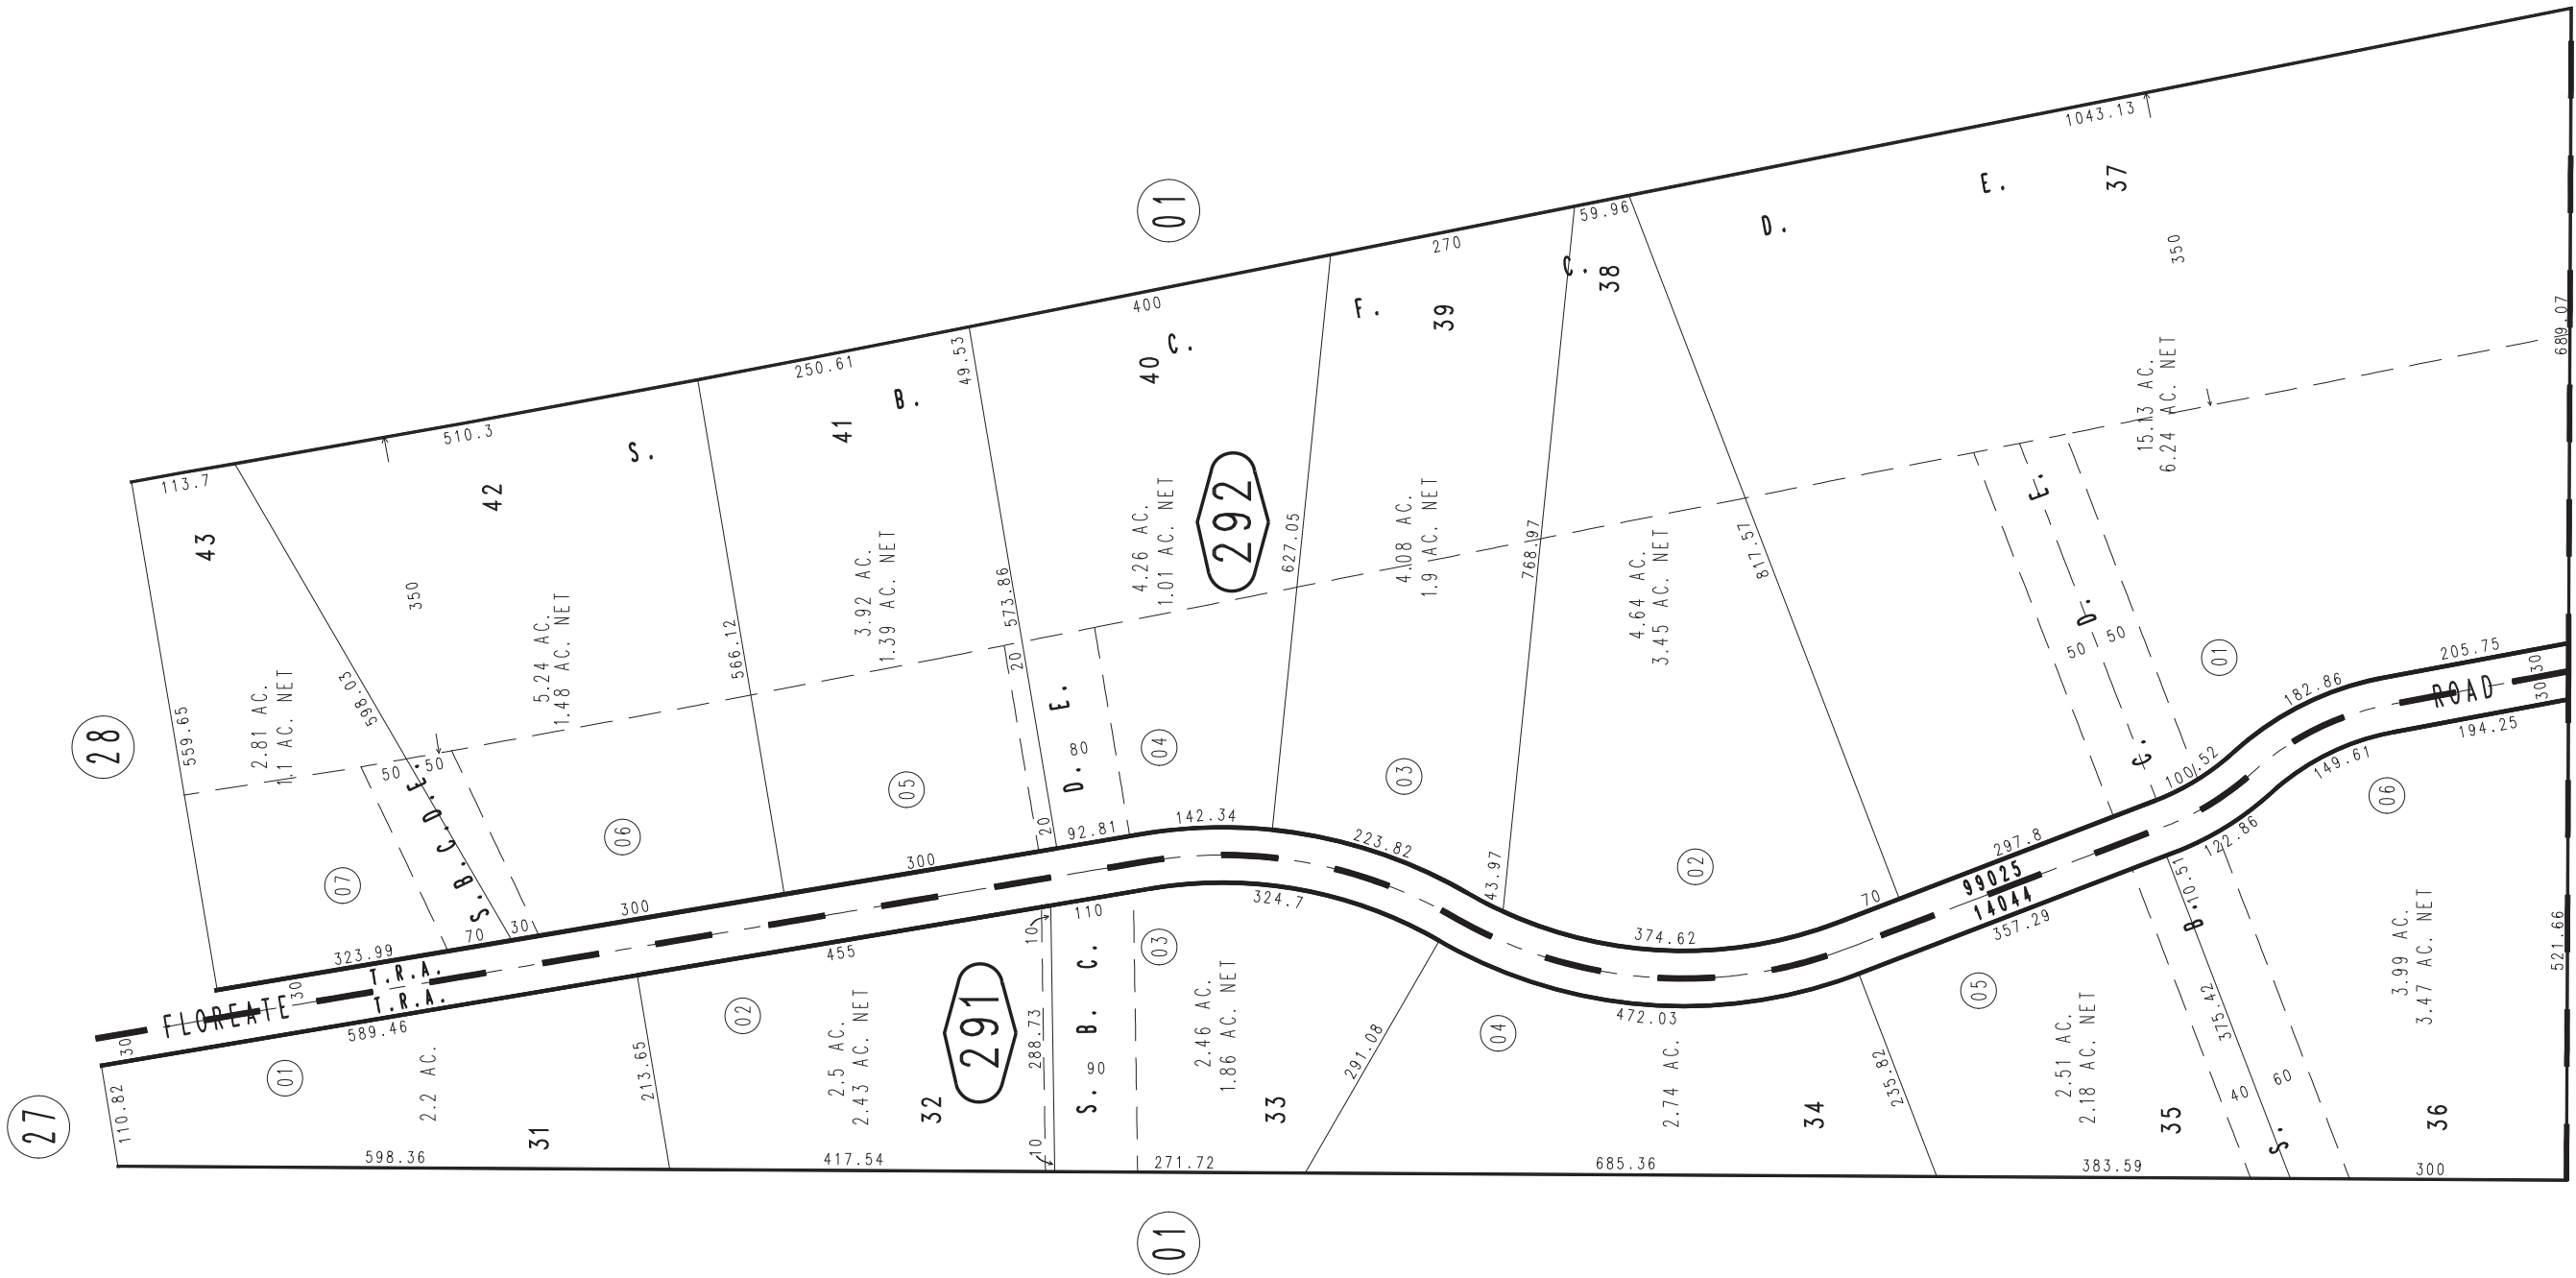 01
1043.13
E.
37
350
59.96
D.
270
C.
38
F.
39
400
C.
40
250.61
49.53
B.
41
510.3
S.
42
113.7
43
689.07
15.13 AC.
6.24 AC. NET
E.
D.
50
50
C.
01
817.57
4.64 AC.
3.45 AC. NET
02
768.97
4.08 AC.
1.9 AC. NET
03
627.05
292
4.26 AC.
1.01 AC. NET
04
573.86
20
E.
D.
80
20
3.92 AC.
1.39 AC. NET
05
566.12
350
5.24 AC.
1.48 AC. NET
06
598.03
50
50
S. B. C. D. E.
2.81 AC.
1.1 AC. NET
07
559.65
28
205.75
182.86
100.52
297.8
70
374.62
43.97
223.82
142.34
92.81
300
300
30
70
323.99
FLOREATE
ROAD
30
30
30
30
T.R.A.
T.R.A.
99025
14044
194.25
149.61
122.86
10.51
357.29
472.03
324.7
110
455
589.46
27
110.82
01
2.2 AC.
31
598.36
213.65
02
2.5 AC.
2.43 AC. NET
32
417.54
291
10
288.73
10
S. B. C.
90
03
2.46 AC.
1.86 AC. NET
33
271.72
291.08
04
2.74 AC.
34
685.36
235.82
05
2.51 AC.
2.18 AC. NET
35
383.59
375.42
B.
S.
40
60
06
3.99 AC.
3.47 AC. NET
36
300
521.66
01